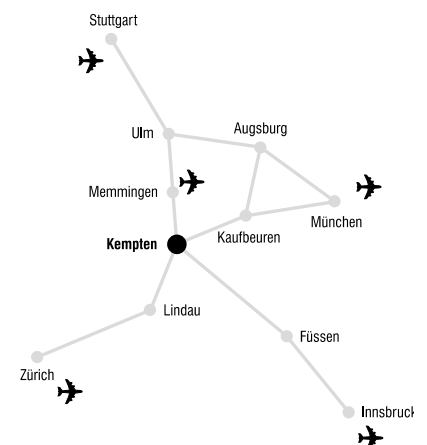 Stuttgart
Ulm
Augsburg
Memmingen
München
Kaufbeuren
Kempten
Lindau
Füssen
Zürich
Innsbruck